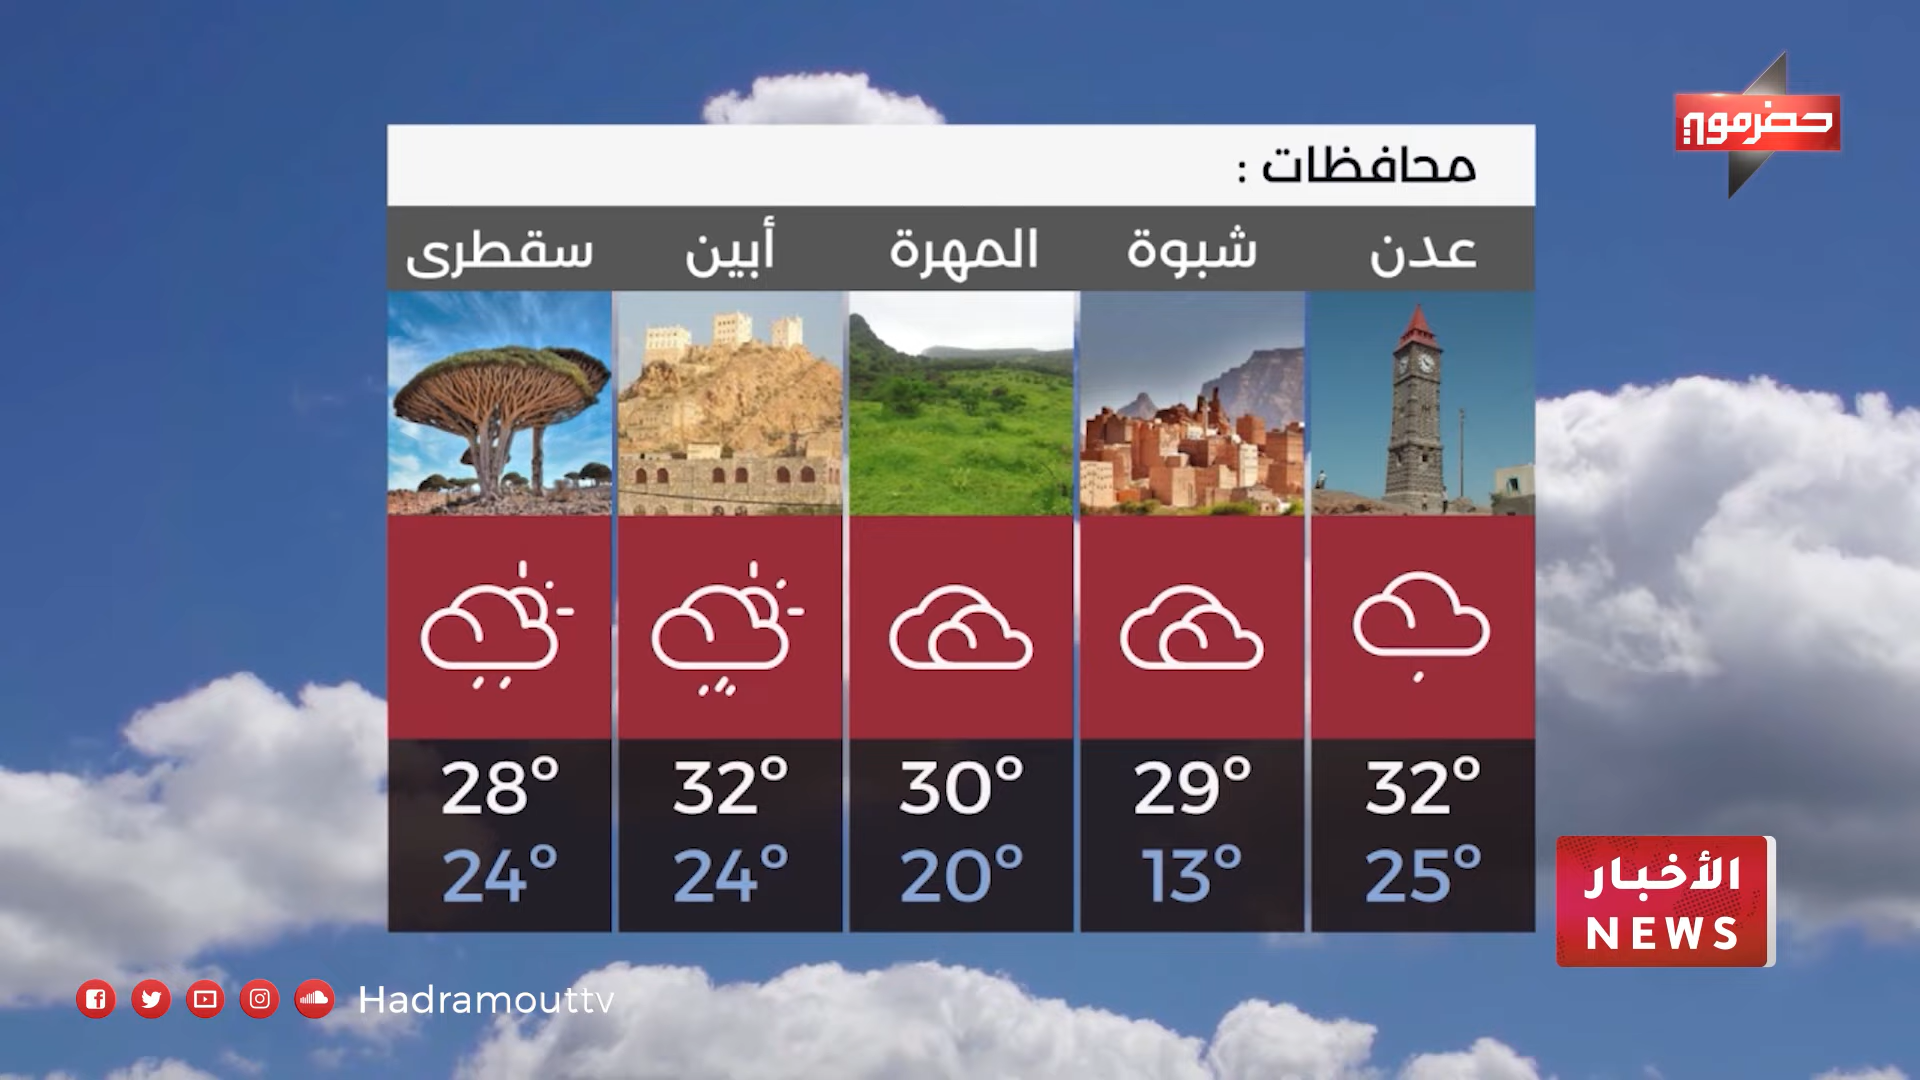 حضرموت
محافظات :
عدن شبوة المهرة أبين سقطرى
32° 29° 30° 32° 28°
25° 13° 20° 24° 24°
الأخبار
NEWS
Hadramouttv